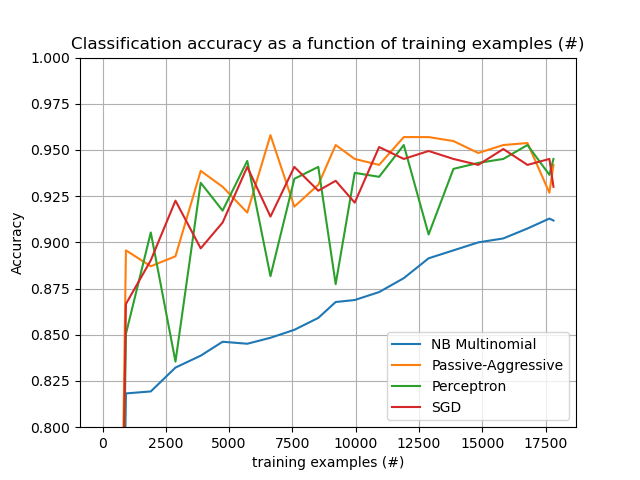 Classification accuracy as a function of training examples (#)
1.000
0.975
0.950
0.925
0.900
0.875
0.850
0.825
0.800
Accuracy
NB Multinomial
Passive-Aggressive
Perceptron
SGD
0 2500 5000 7500 10000 12500 15000 17500
training examples (#)